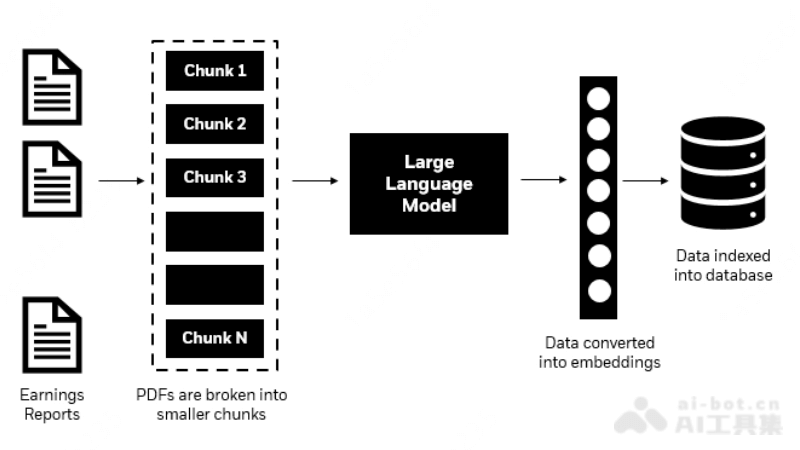 Chunk 1
Chunk 2
Chunk 3
Chunk N
Large
Language
Model
Earnings
Reports
PDFs are broken into
smaller chunks
Data converted
into embeddings
Data indexed
into database
ai-bot.cn
AI工具集